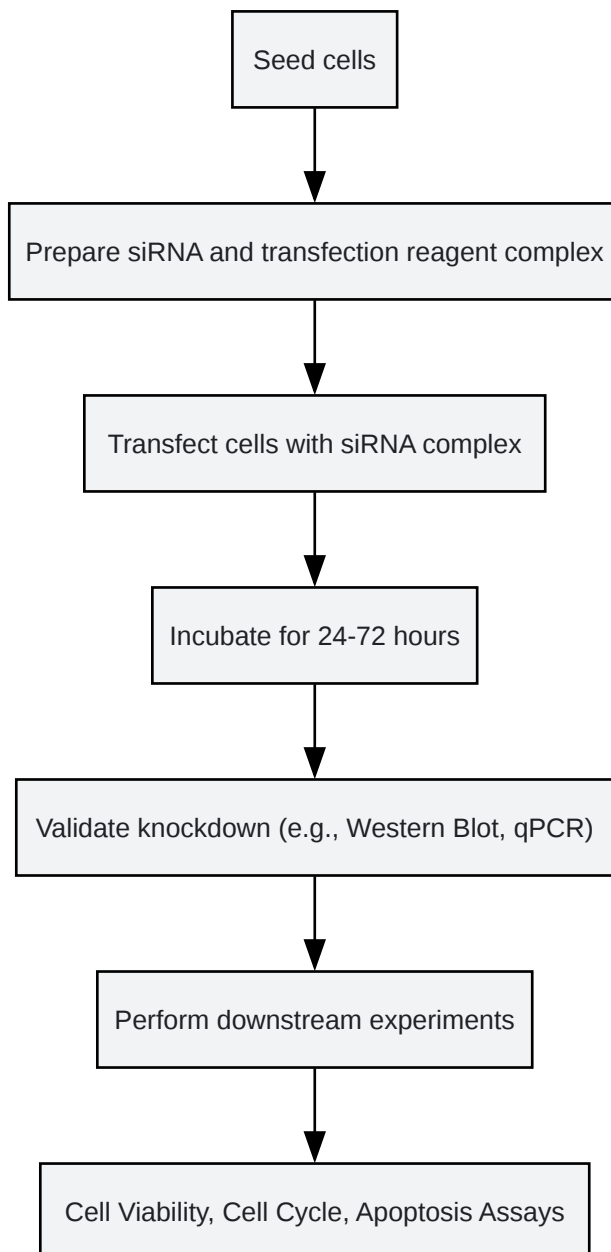 Seed cells
Prepare siRNA and transfection reagent complex
Transfect cells with siRNA complex
Incubate for 24-72 hours
Validate knockdown (e.g., Western Blot, qPCR)
Perform downstream experiments
Cell Viability, Cell Cycle, Apoptosis Assays